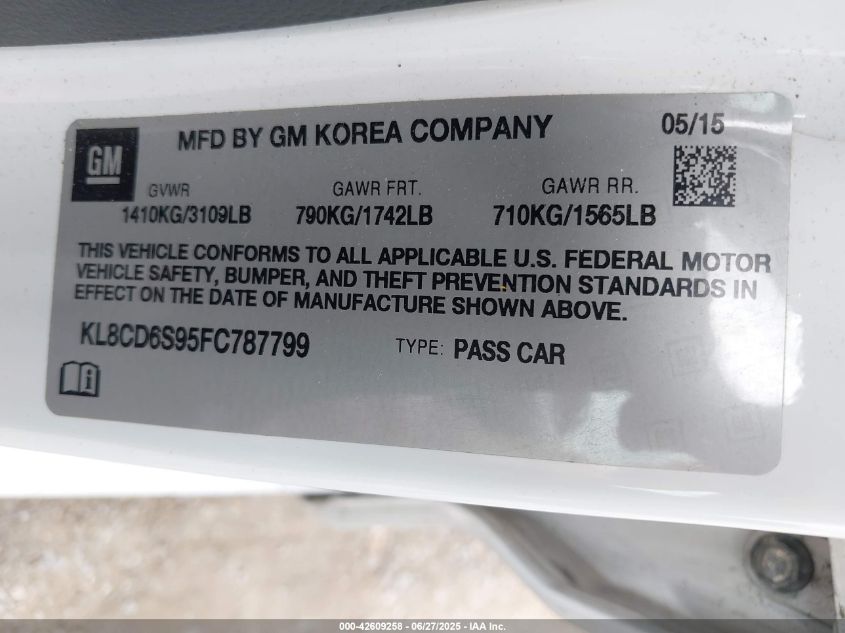 GM
MFD BY GM KOREA COMPANY
05/15
GVWR GAWR FRT. GAWR RR.
1410KG/3109LB 790KG/1742LB 710KG/1565LB
THIS VEHICLE CONFORMS TO ALL APPLICABLE U.S. FEDERAL MOTOR
VEHICLE SAFETY, BUMPER, AND THEFT PREVENTION STANDARDS IN
EFFECT ON THE DATE OF MANUFACTURE SHOWN ABOVE.
KL8CD6S95FC787799 TYPE: PASS CAR
000-42609258 - 06/27/2025 - IAA Inc.